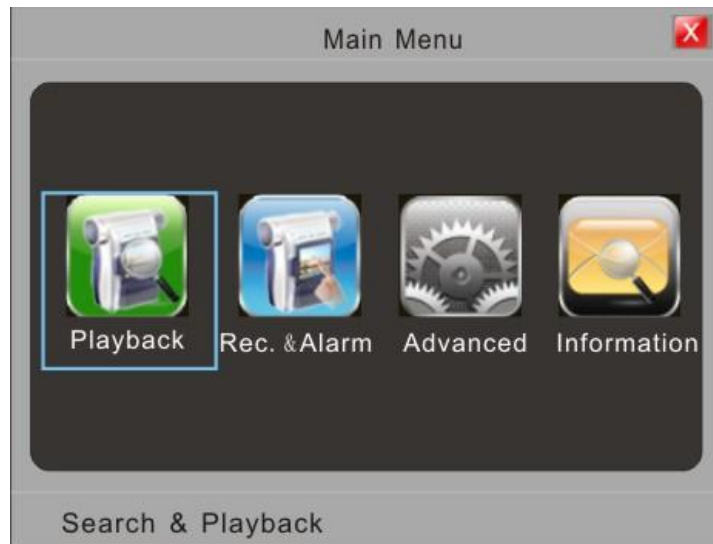 Main Menu
X
Playback
Rec. &Alarm
Advanced
Information
Search & Playback